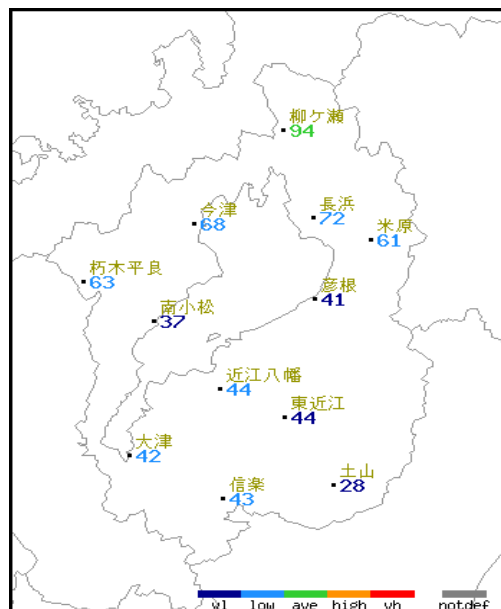 柳ケ瀬
94
今津
68
長浜
72
米原
61
朽木平良
63
南小松
37
彦根
41
近江八幡
44
東近江
44
大津
42
信楽
43
土山
28
wl low ave high vh notdef